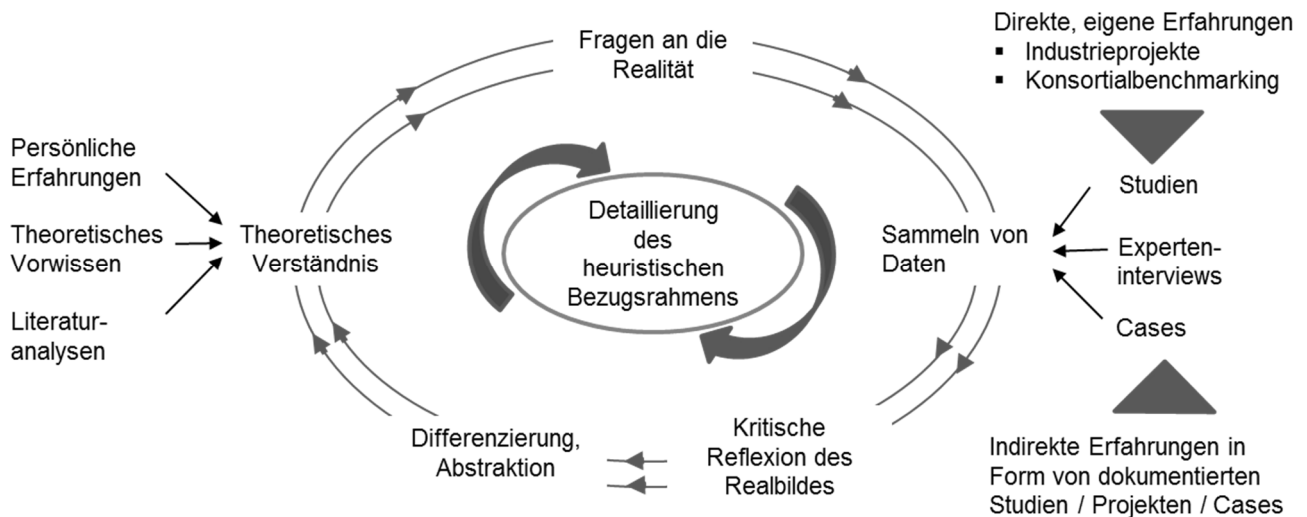 Direkte, eigene Erfahrungen
▪ Industrieprojekte
▪ Konsortialbenchmarking
Fragen an die
Realität
Persönliche
Erfahrungen
Theoretisches
Vorwissen
Literatur-
analysen
Theoretisches
Verständnis
Detaillierung
des
heuristischen
Bezugsrahmens
Sammeln von
Daten
Studien
Experten-
interviews
Cases
Differenzierung,
Abstraktion
Kritische
Reflexion des
Realbildes
Indirekte Erfahrungen in
Form von dokumentierten
Studien / Projekten / Cases